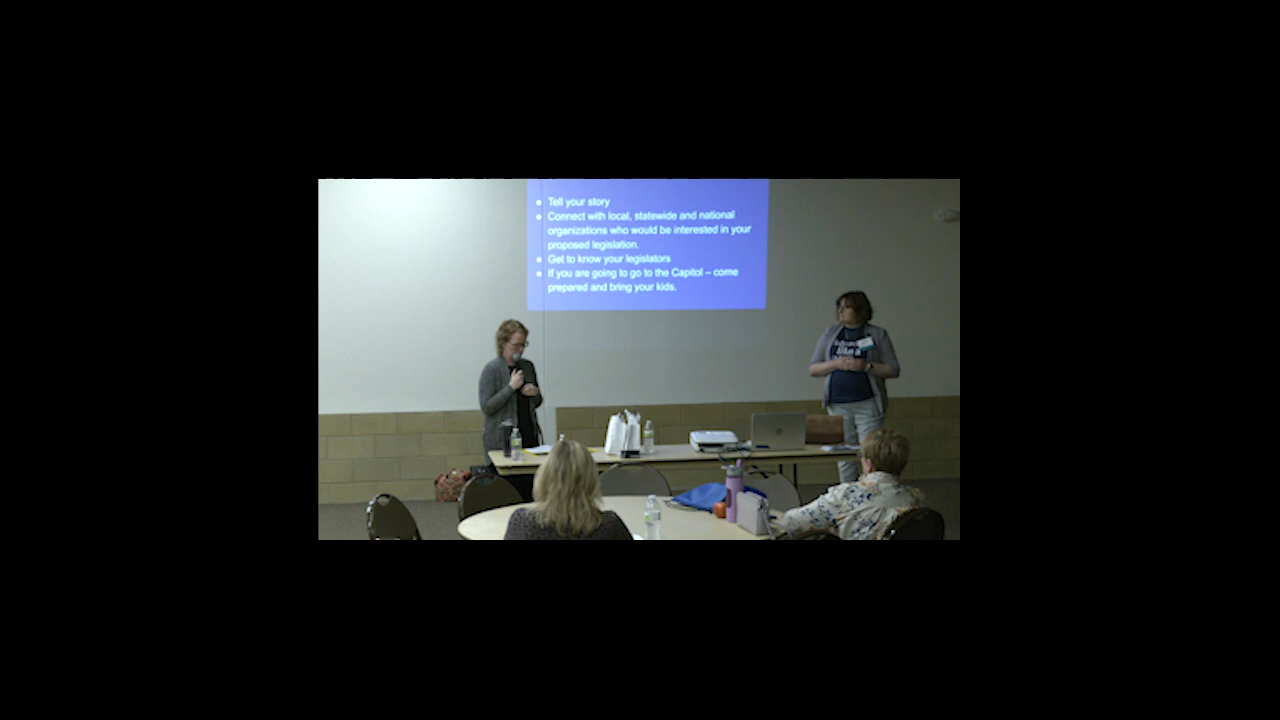 Tell your story
Connect with local, statewide and national
organizations who would be interested in your
proposed legislation.
Get to know your legislators
If you are going to go to the Capitol – come
prepared and bring your kids.